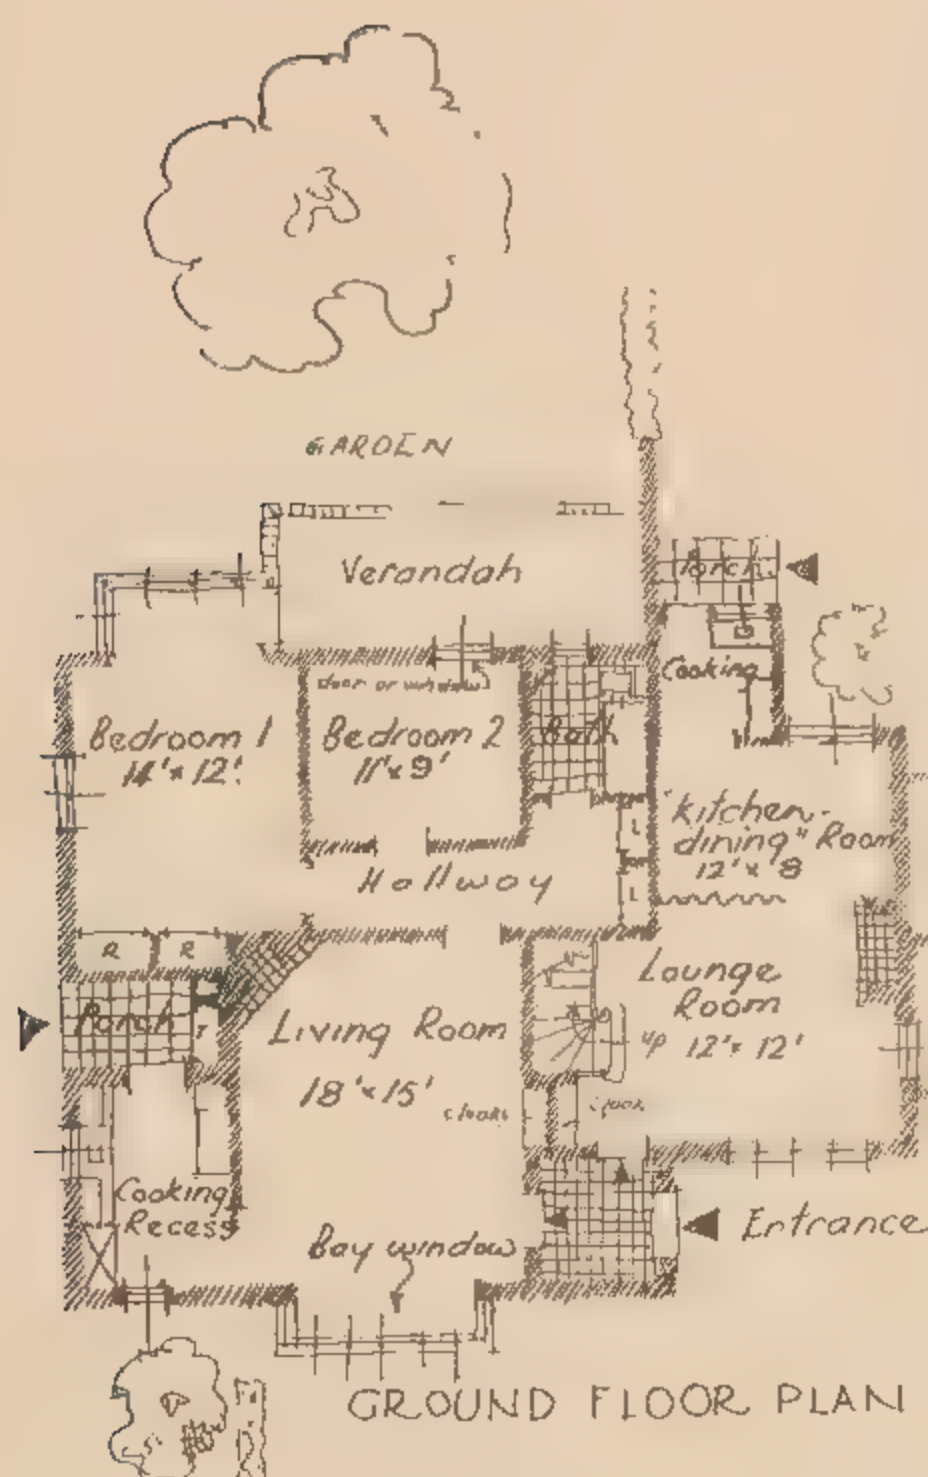 GARDEN
Verandah
Porch
door or window
Cooking
Bedroom 1
14' x 12'
Bedroom 2
11' x 9'
Bath
"kitchen-
dining" Room
12' x 8
L
L
Hallway
R R
Porch
Living Room
18' x 15'
Lounge
Room
12' x 12'
up
cloaks
Cooking
Recess
Bay window
Entrance
GROUND FLOOR PLAN